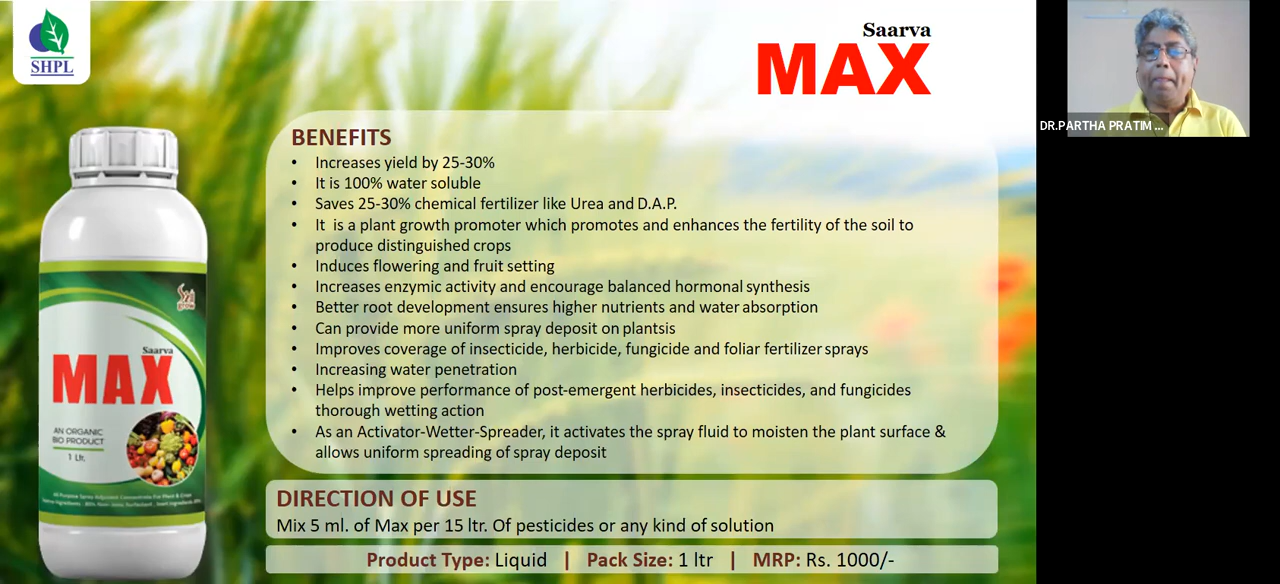 SHPL
Saarva
MAX
DR.PARTHA PRATIM ...
BENEFITS
• Increases yield by 25-30%
• It is 100% water soluble
• Saves 25-30% chemical fertilizer like Urea and D.A.P.
• It is a plant growth promoter which promotes and enhances the fertility of the soil to
produce distinguished crops
• Induces flowering and fruit setting
• Increases enzymic activity and encourage balanced hormonal synthesis
• Better root development ensures higher nutrients and water absorption
• Can provide more uniform spray deposit on plantsis
• Improves coverage of insecticide, herbicide, fungicide and foliar fertilizer sprays
• Increasing water penetration
• Helps improve performance of post-emergent herbicides, insecticides, and fungicides
thorough wetting action
• As an Activator-Wetter-Spreader, it activates the spray fluid to moisten the plant surface &
allows uniform spreading of spray deposit
Saarva
MAX
AN ORGANIC
BIO PRODUCT
1 Ltr.
DIRECTION OF USE
Mix 5 ml. of Max per 15 ltr. Of pesticides or any kind of solution
Product Type: Liquid | Pack Size: 1 ltr | MRP: Rs. 1000/-